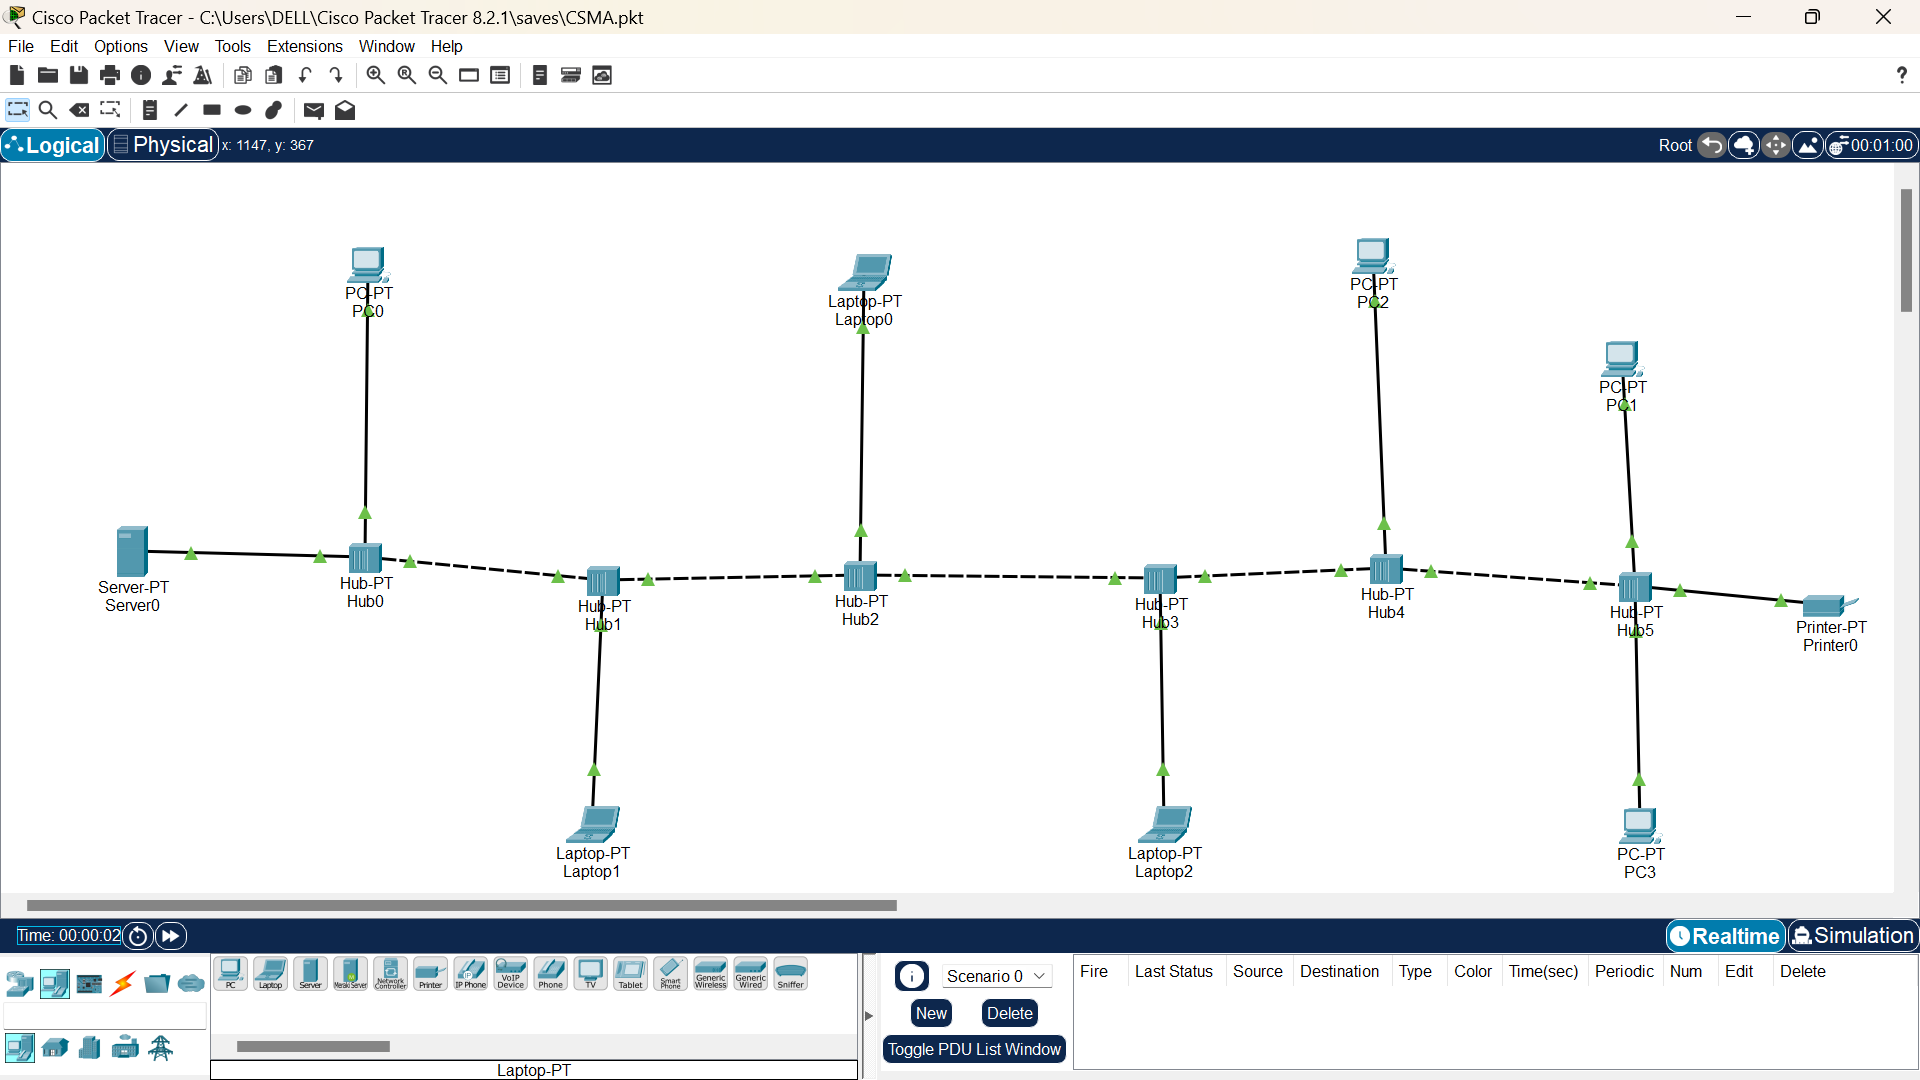 Cisco Packet Tracer - C:\Users\DELL\Cisco Packet Tracer 8.2.1\saves\CSMA.pkt
File Edit Options View Tools Extensions Window Help
?
Logical Physical x: 1147, y: 367 Root 00:01:00
PC-PT
PC0
Laptop-PT
Laptop0
PC-PT
PC2
PC-PT
PC1
Server-PT
Server0
Hub-PT
Hub0
Hub-PT
Hub1
Hub-PT
Hub2
Hub-PT
Hub3
Hub-PT
Hub4
Hub-PT
Hub5
Printer-PT
Printer0
Laptop-PT
Laptop1
Laptop-PT
Laptop2
PC-PT
PC3
Time: 00:00:02 Realtime Simulation
PC Laptop Server Meraki Server Network Controller Printer IP Phone VoIP Device Phone TV Tablet Smart Phone Generic Wireless Generic Wired Sniffer
Laptop-PT
Scenario 0
New Delete
Toggle PDU List Window
Fire Last Status Source Destination Type Color Time(sec) Periodic Num Edit Delete